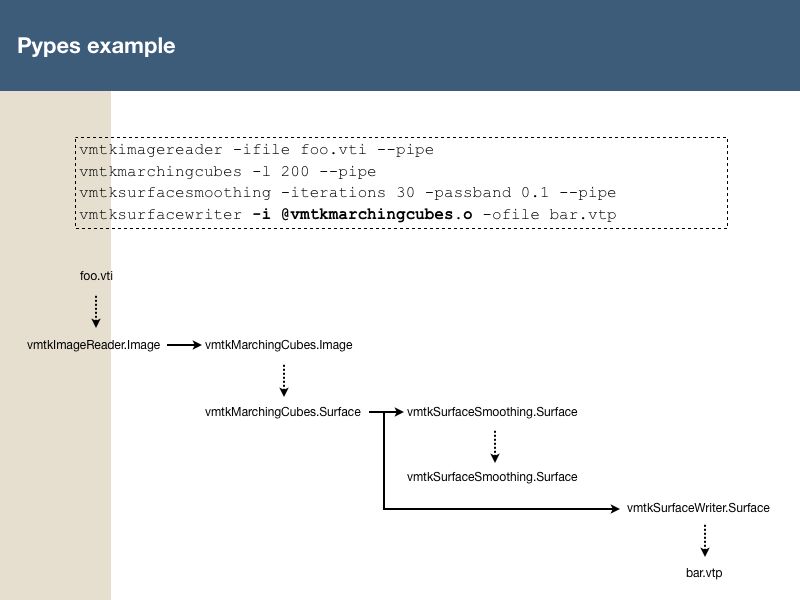 Pypes example
vmtkimagereader -ifile foo.vti --pipe
vmtkmarchingcubes -l 200 --pipe
vmtksurfacesmoothing -iterations 30 -passband 0.1 --pipe
vmtksurfacewriter -i @vmtkmarchingcubes.o -ofile bar.vtp
foo.vti
vmtkImageReader.Image vmtkMarchingCubes.Image
vmtkMarchingCubes.Surface vmtkSurfaceSmoothing.Surface
vmtkSurfaceSmoothing.Surface
vmtkSurfaceWriter.Surface
bar.vtp